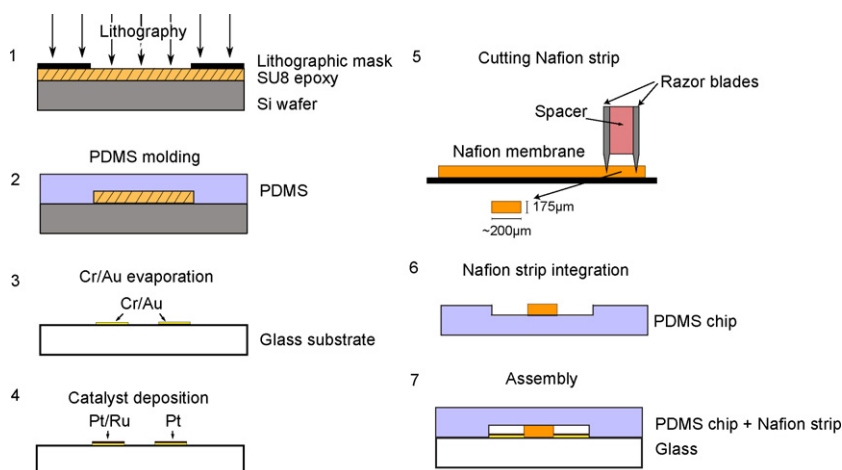 1
Lithography
Lithographic mask
SU8 epoxy
Si wafer
2
PDMS molding
PDMS
3
Cr/Au evaporation
Cr/Au
Glass substrate
4
Catalyst deposition
Pt/Ru
Pt
5
Cutting Nafion strip
Razor blades
Spacer
Nafion membrane
175µm
~200µm
6
Nafion strip integration
PDMS chip
7
Assembly
PDMS chip + Nafion strip
Glass